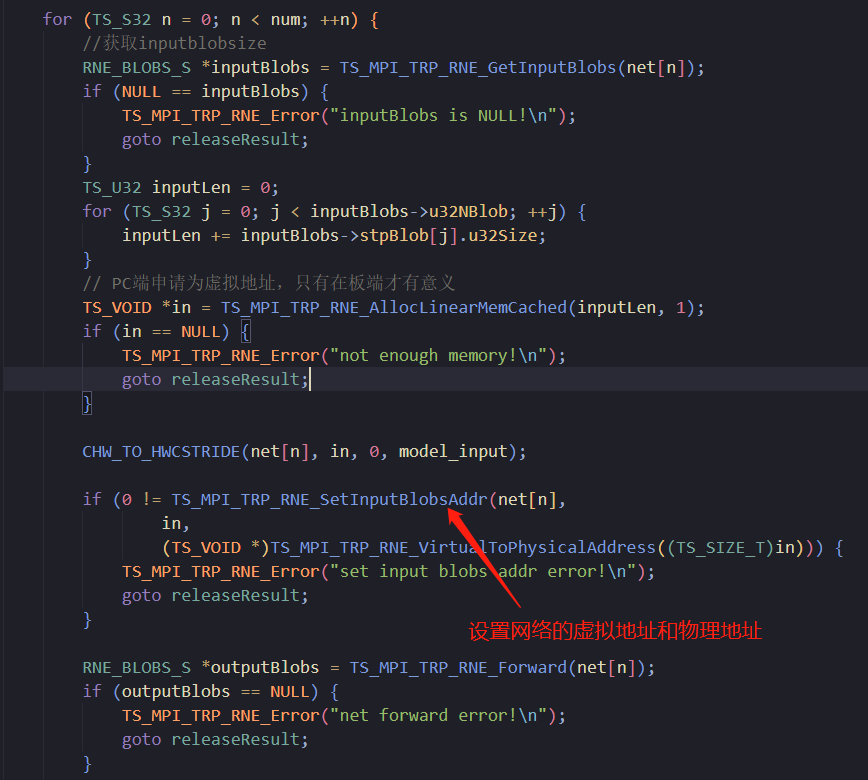 for (TS_S32 n = 0; n < num; ++n) {
//获取inputblobsize
RNE_BLOBS_S *inputBlobs = TS_MPI_TRP_RNE_GetInputBlobs(net[n]);
if (NULL == inputBlobs) {
TS_MPI_TRP_RNE_Error("inputBlobs is NULL!\n");
goto releaseResult;
}
TS_U32 inputLen = 0;
for (TS_S32 j = 0; j < inputBlobs->u32NBlob; ++j) {
inputLen += inputBlobs->stpBlob[j].u32Size;
}
// PC端申请为虚拟地址，只有在板端才有意义
TS_VOID *in = TS_MPI_TRP_RNE_AllocLinearMemCached(inputLen, 1);
if (in == NULL) {
TS_MPI_TRP_RNE_Error("not enough memory!\n");
goto releaseResult;
}
CHW_TO_HWCSTRIDE(net[n], in, 0, model_input);
if (0 != TS_MPI_TRP_RNE_SetInputBlobsAddr(net[n],
in,
(TS_VOID *)TS_MPI_TRP_RNE_VirtualToPhysicalAddress((TS_SIZE_T)in))) {
TS_MPI_TRP_RNE_Error("set input blobs addr error!\n");
goto releaseResult;
}
设置网络的虚拟地址和物理地址
RNE_BLOBS_S *outputBlobs = TS_MPI_TRP_RNE_Forward(net[n]);
if (outputBlobs == NULL) {
TS_MPI_TRP_RNE_Error("net forward error!\n");
goto releaseResult;
}